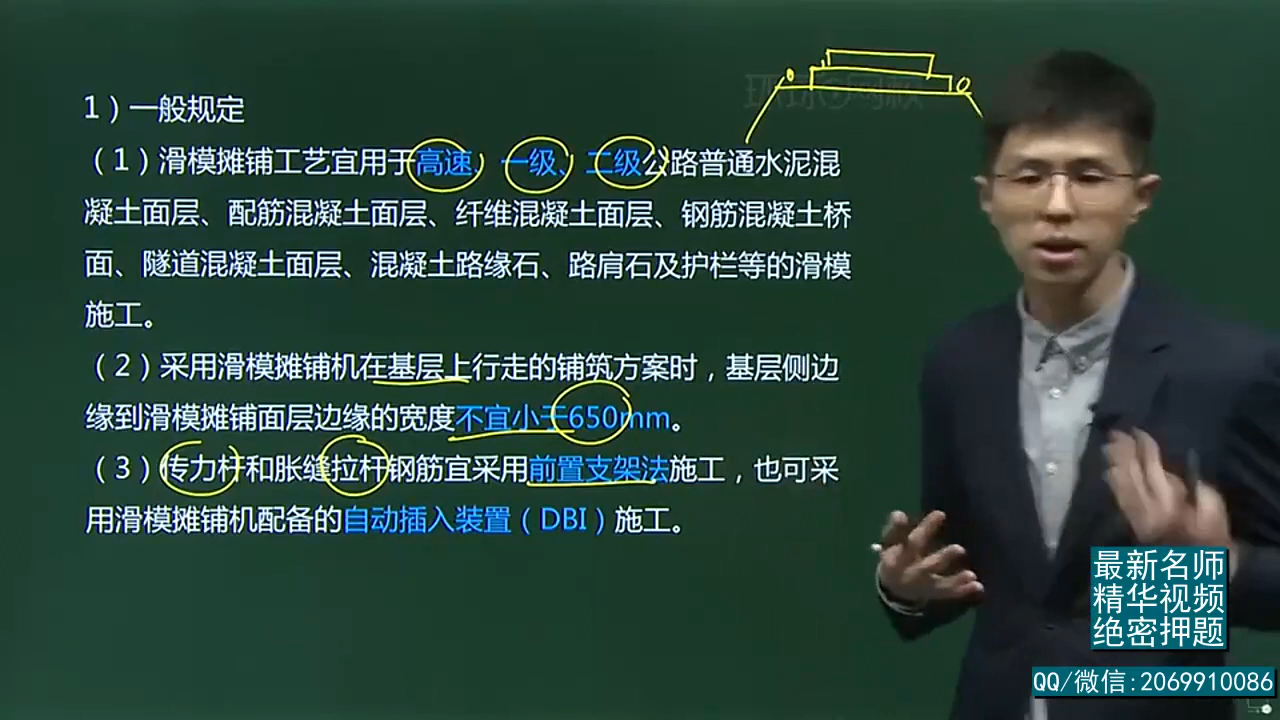 1）一般规定
（1）滑模摊铺工艺宜用于高速、一级、二级公路普通水泥混
凝土面层、配筋混凝土面层、纤维混凝土面层、钢筋混凝土桥
面、隧道混凝土面层、混凝土路缘石、路肩石及护栏等的滑模
施工。
（2）采用滑模摊铺机在基层上行走的铺筑方案时，基层侧边
缘到滑模摊铺面层边缘的宽度不宜小于650mm。
（3）传力杆和胀缝拉杆钢筋宜采用前置支架法施工，也可采
用滑模摊铺机配备的自动插入装置（DBI）施工。
最新名师
精华视频
绝密押题
QQ/微信:2069910086